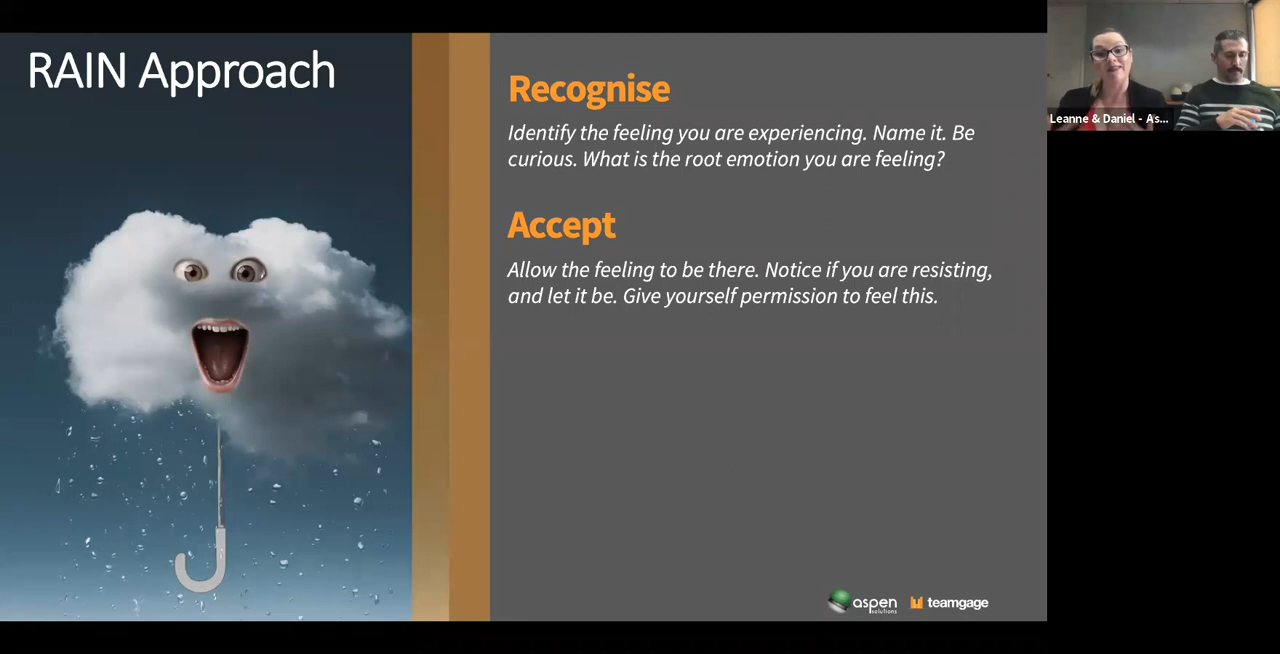 RAIN Approach
Recognise
Identify the feeling you are experiencing. Name it. Be
curious. What is the root emotion you are feeling?
Accept
Allow the feeling to be there. Notice if you are resisting,
and let it be. Give yourself permission to feel this.
aspen
solutions
teamgage
Leanne & Daniel - As...